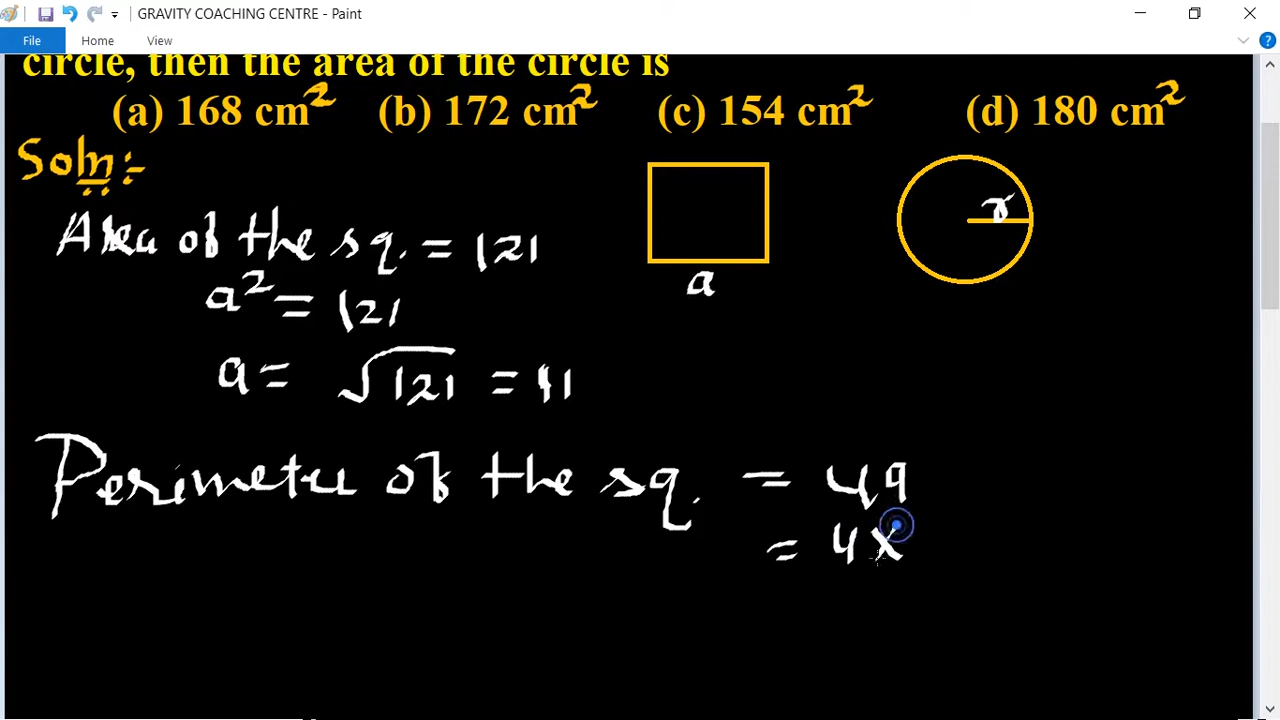 GRAVITY COACHING CENTRE - Paint
File Home View
circle, then the area of the circle is
(a) 168 cm² (b) 172 cm² (c) 154 cm² (d) 180 cm²
Soln:-
Area of the sq. = 121
a² = 121
a = √121 = 11
a
r
Perimeter of the sq. = 4a
= 4x